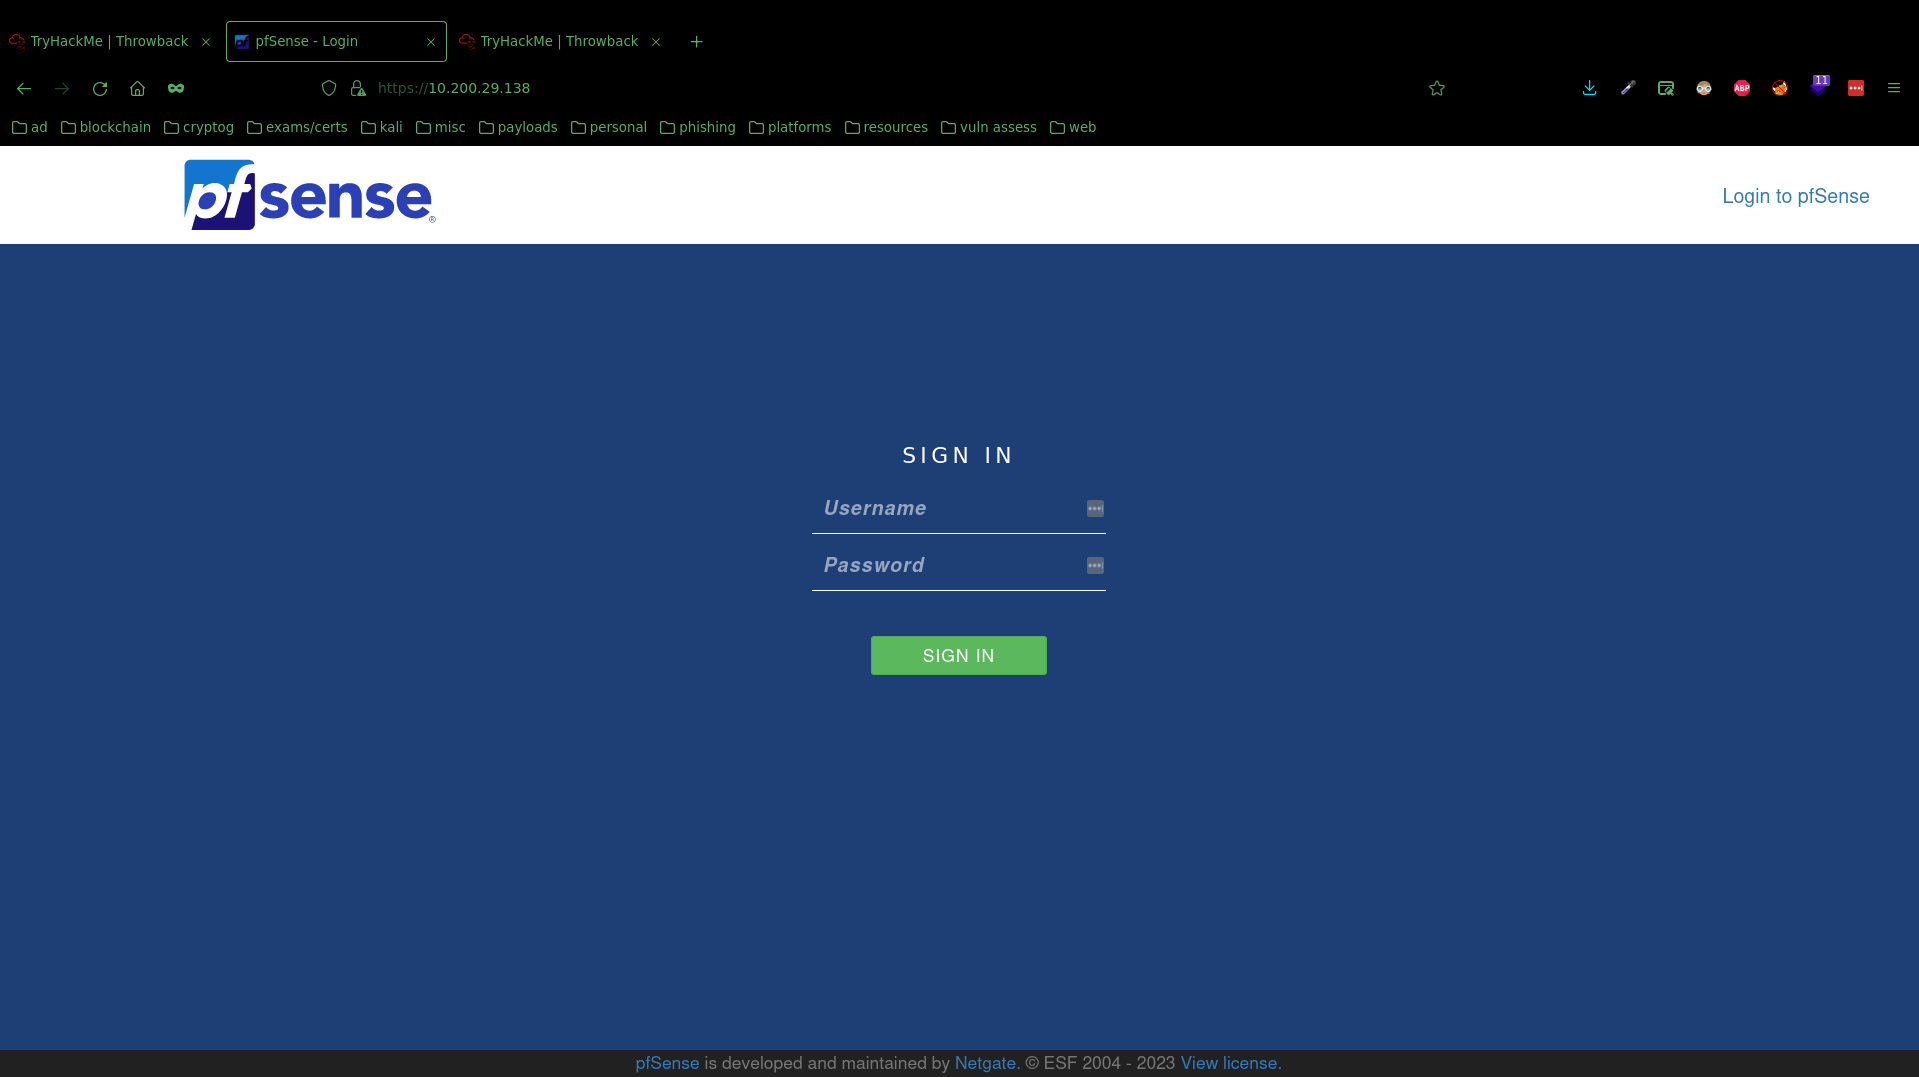 TryHackMe | Throwback
pfSense - Login
TryHackMe | Throwback
https://10.200.29.138
ABP
11
ad blockchain cryptog exams/certs kali misc payloads personal phishing platforms resources vuln assess web
pfsense®
Login to pfSense
SIGN IN
Username
Password
SIGN IN
pfSense is developed and maintained by Netgate. © ESF 2004 - 2023 View license.